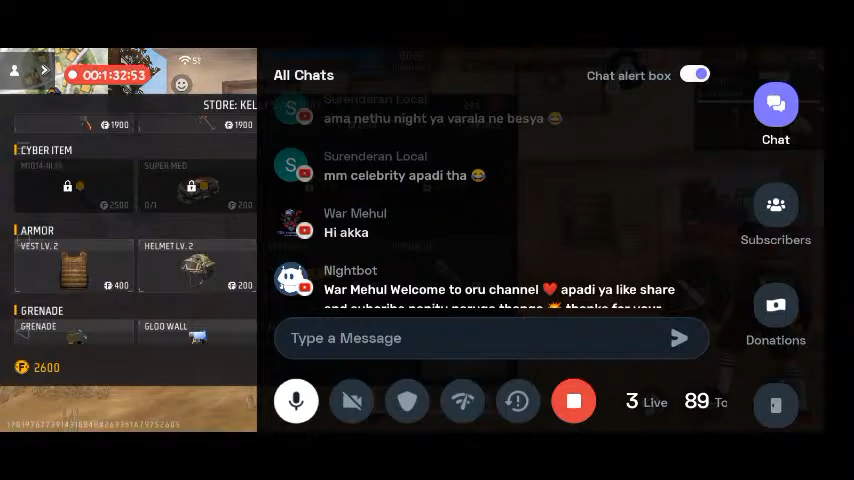 00:1:32:53
STORE: KEL
1900
1900
CYBER ITEM
M1014-III
SUPER MED
2500
0/1
200
ARMOR
VEST LV. 2
HELMET LV. 2
400
200
GRENADE
GRENADE
GLOO WALL
2600
All Chats
Chat alert box
Surenderan Local
ama nethu night ya varala ne besya 😂
Surenderan Local
mm celebrity apadi tha 😂
War Mehul
Hi akka
Nightbot
War Mehul Welcome to oru channel ❤️ apadi ya like share
Type a Message
3 Live
89 To
Chat
Subscribers
Donations